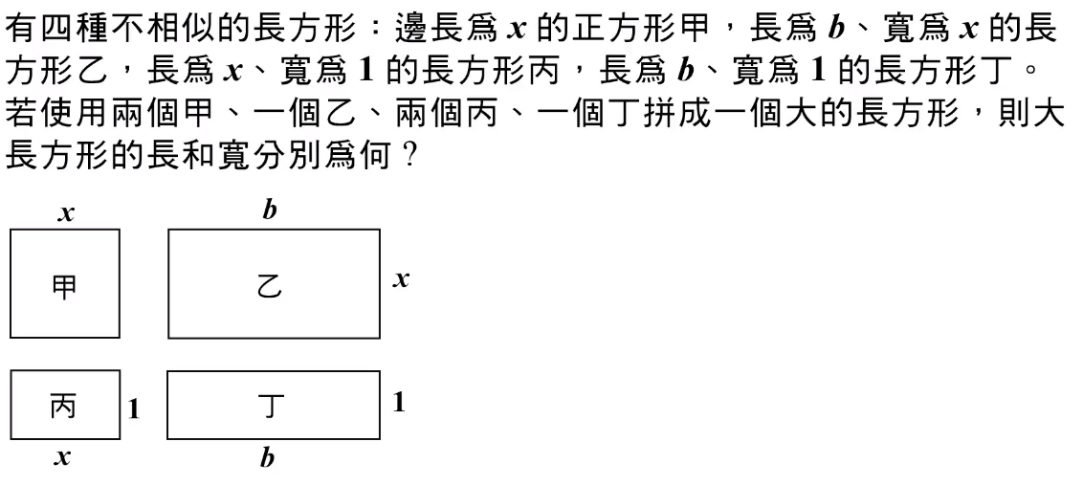 有四種不相似的長方形：邊長爲 x 的正方形甲，長爲 b、寬爲 x 的長
方形乙，長爲 x、寬爲 1 的長方形丙，長爲 b、寬爲 1 的長方形丁。
若使用兩個甲、一個乙、兩個丙、一個丁拼成一個大的長方形，則大
長方形的長和寬分別爲何？
x
b
甲
乙
x
丙
1
丁
1
x
b